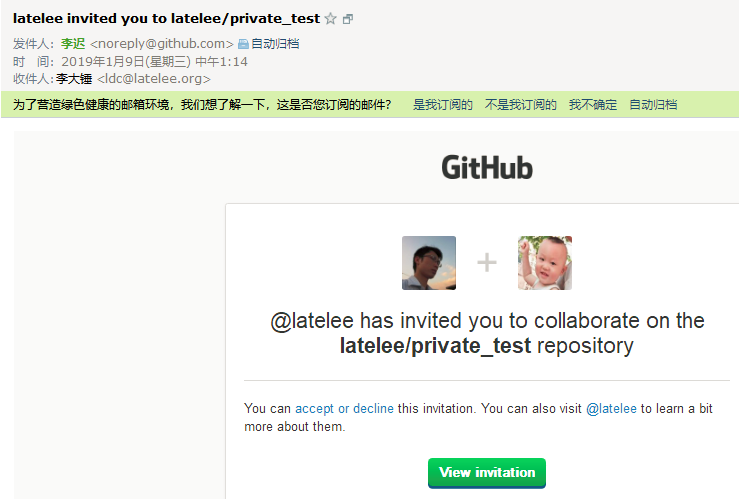 latelee invited you to latelee/private_test
发件人：李迟 <noreply@github.com> 自动归档
时 间：2019年1月9日(星期三) 中午1:14
收件人：李大锤 <ldc@latelee.org>
为了营造绿色健康的邮箱环境，我们想了解一下，这是否您订阅的邮件？ 是我订阅的 不是我订阅的 我不确定 自动归档
GitHub
+
@latelee has invited you to collaborate on the
latelee/private_test repository
You can accept or decline this invitation. You can also visit @latelee to learn a bit
more about them.
View invitation